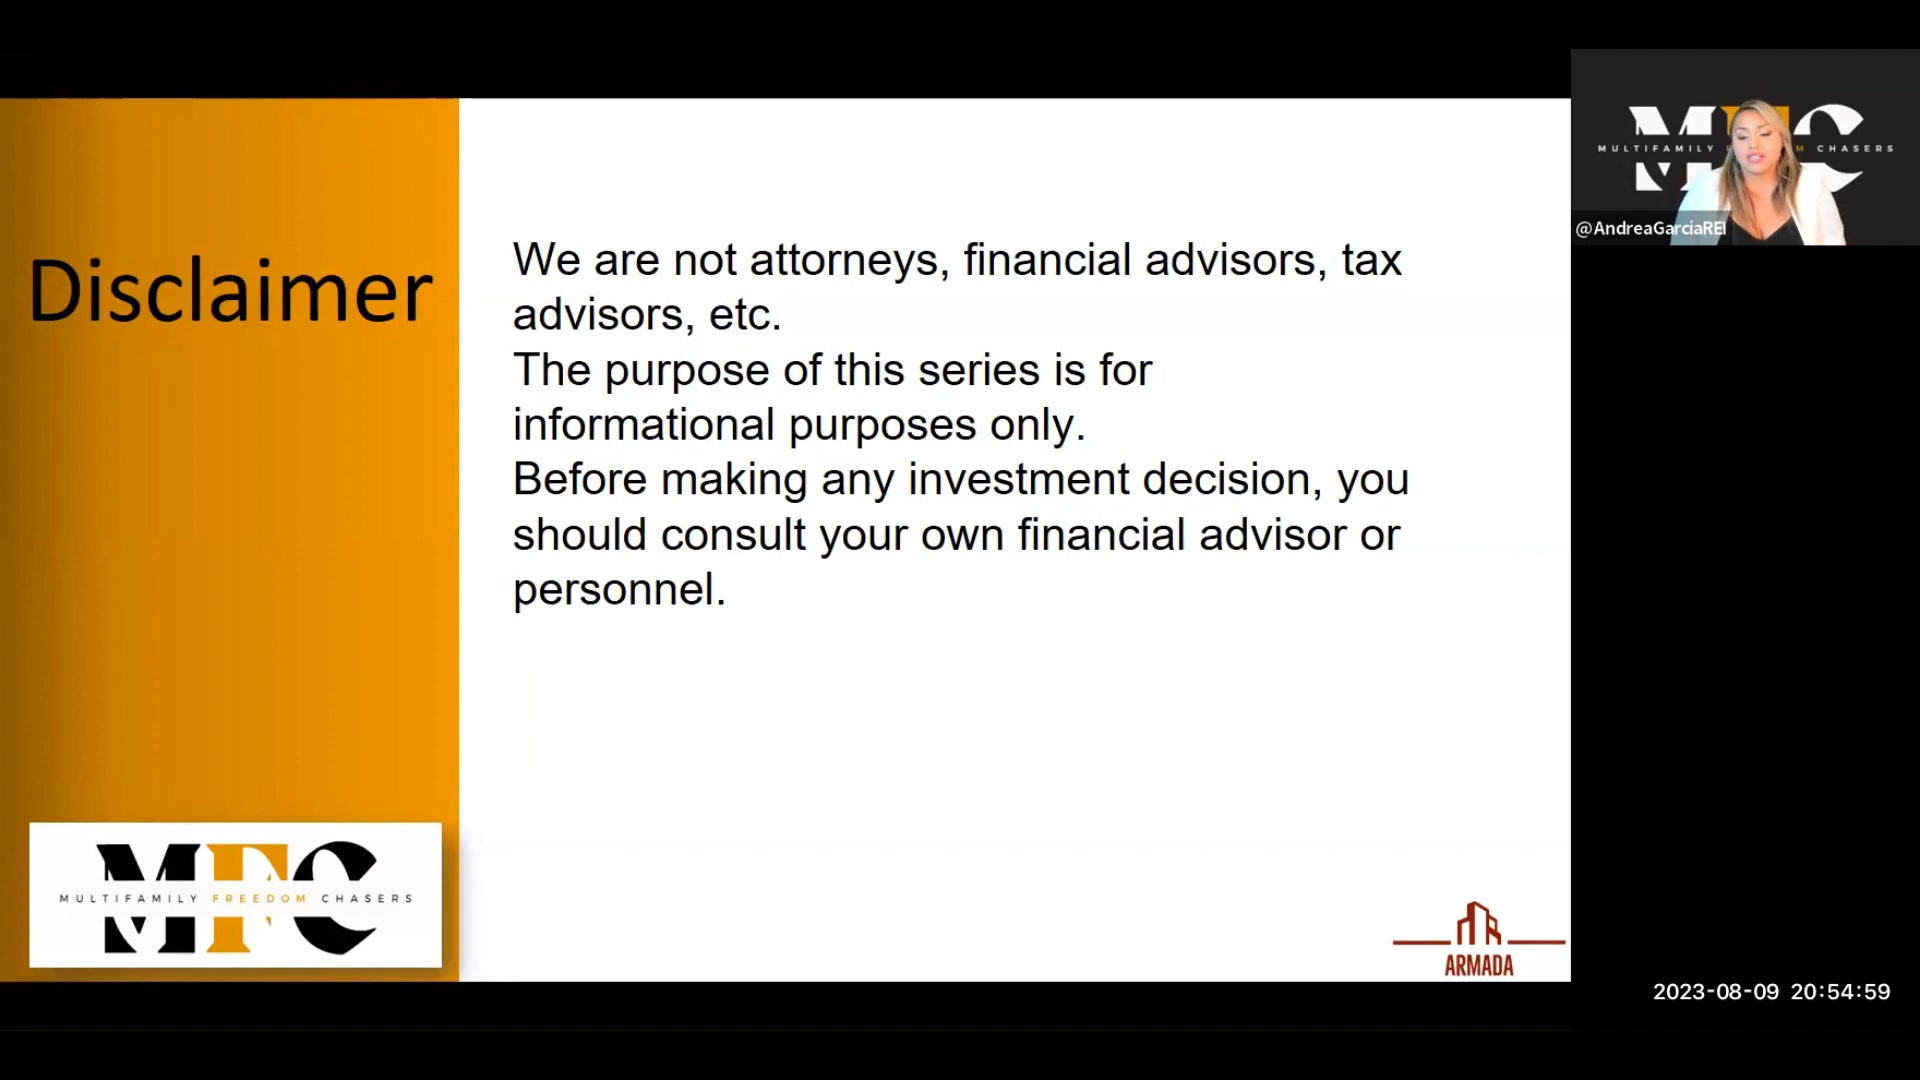 Disclaimer
We are not attorneys, financial advisors, tax
advisors, etc.
The purpose of this series is for
informational purposes only.
Before making any investment decision, you
should consult your own financial advisor or
personnel.
MFC
MULTIFAMILY FREEDOM CHASERS
ARMADA
MULTIFAMILY CHASERS
@AndreaGarciaREI
2023-08-09 20:54:59